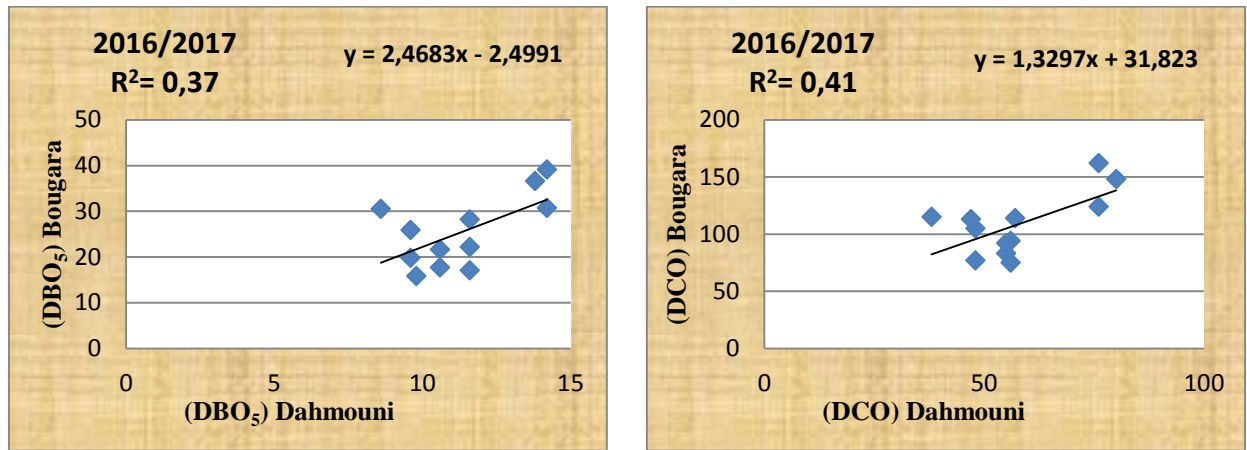 2016/2017
R²= 0,37
y = 2,4683x - 2,4991
50
40
30
20
10
0
(DBO₅) Bougara
0 5 10 15
(DBO₅) Dahmouni
2016/2017
R²= 0,41
y = 1,3297x + 31,823
200
150
100
50
0
(DCO) Bougara
0 50 100
(DCO) Dahmouni